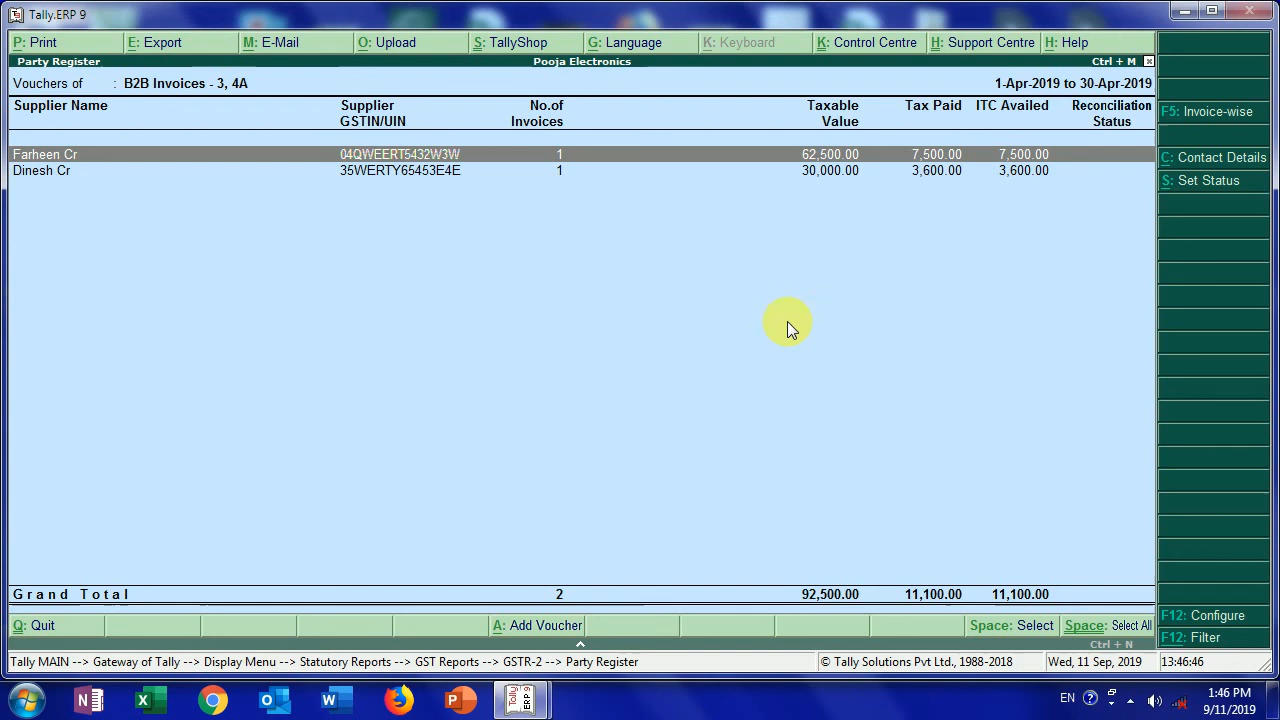 Tally.ERP 9
P: Print E: Export M: E-Mail O: Upload S: TallyShop G: Language K: Keyboard K: Control Centre H: Support Centre H: Help
Party Register Pooja Electronics Ctrl + M
Vouchers of : B2B Invoices - 3, 4A 1-Apr-2019 to 30-Apr-2019
Supplier Name Supplier No.of Taxable Tax Paid ITC Availed Reconciliation
GSTIN/UIN Invoices Value Status
F5: Invoice-wise
Farheen Cr 04QWEERT5432W3W 1 62,500.00 7,500.00 7,500.00
C: Contact Details
Dinesh Cr 35WERTY65453E4E 1 30,000.00 3,600.00 3,600.00
S: Set Status
Grand Total 2 92,500.00 11,100.00 11,100.00
F12: Configure
Q: Quit A: Add Voucher Space: Select Space: Select All
F12: Filter
Ctrl + N
Tally MAIN --> Gateway of Tally --> Display Menu --> Statutory Reports --> GST Reports --> GSTR-2 --> Party Register © Tally Solutions Pvt Ltd., 1988-2018 Wed, 11 Sep, 2019 13:46:46
EN 1:46 PM
9/11/2019